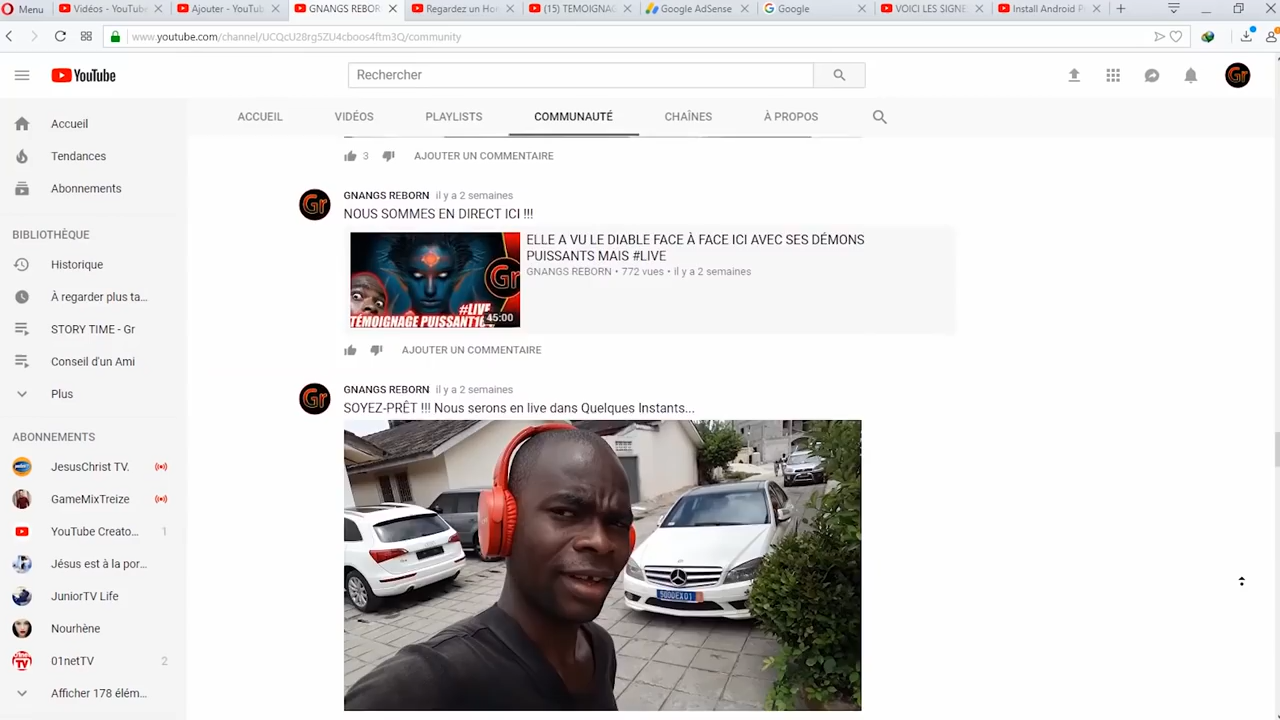 Menu
Vidéos - YouTube
Ajouter - YouTu
GNANGS REBOR
Regardez un Ho
(15) TEMOIGNA
Google AdSense
Google
VOICI LES SIGNE
Install Android P
www.youtube.com/channel/UCQcU28rg5ZU4cboos4ftm3Q/community
YouTube
Rechercher
Gr
ACCUEIL
VIDÉOS
PLAYLISTS
COMMUNAUTÉ
CHAÎNES
À PROPOS
Accueil
Tendances
Abonnements
BIBLIOTHÈQUE
Historique
À regarder plus ta...
STORY TIME - Gr
Conseil d'un Ami
Plus
ABONNEMENTS
JesusChrist TV.
GameMixTreize
YouTube Creato... 1
Jésus est à la por...
JuniorTV Life
Nourhène
01netTV 2
Afficher 178 élém...
3 AJOUTER UN COMMENTAIRE
Gr
GNANGS REBORN il y a 2 semaines
NOUS SOMMES EN DIRECT ICI !!!
Gr
#LIVE
TÉMOIGNAGE PUISSANT
45:00
ELLE A VU LE DIABLE FACE À FACE ICI AVEC SES DÉMONS
PUISSANTS MAIS #LIVE
GNANGS REBORN • 772 vues • il y a 2 semaines
AJOUTER UN COMMENTAIRE
Gr
GNANGS REBORN il y a 2 semaines
SOYEZ-PRÊT !!! Nous serons en live dans Quelques Instants...